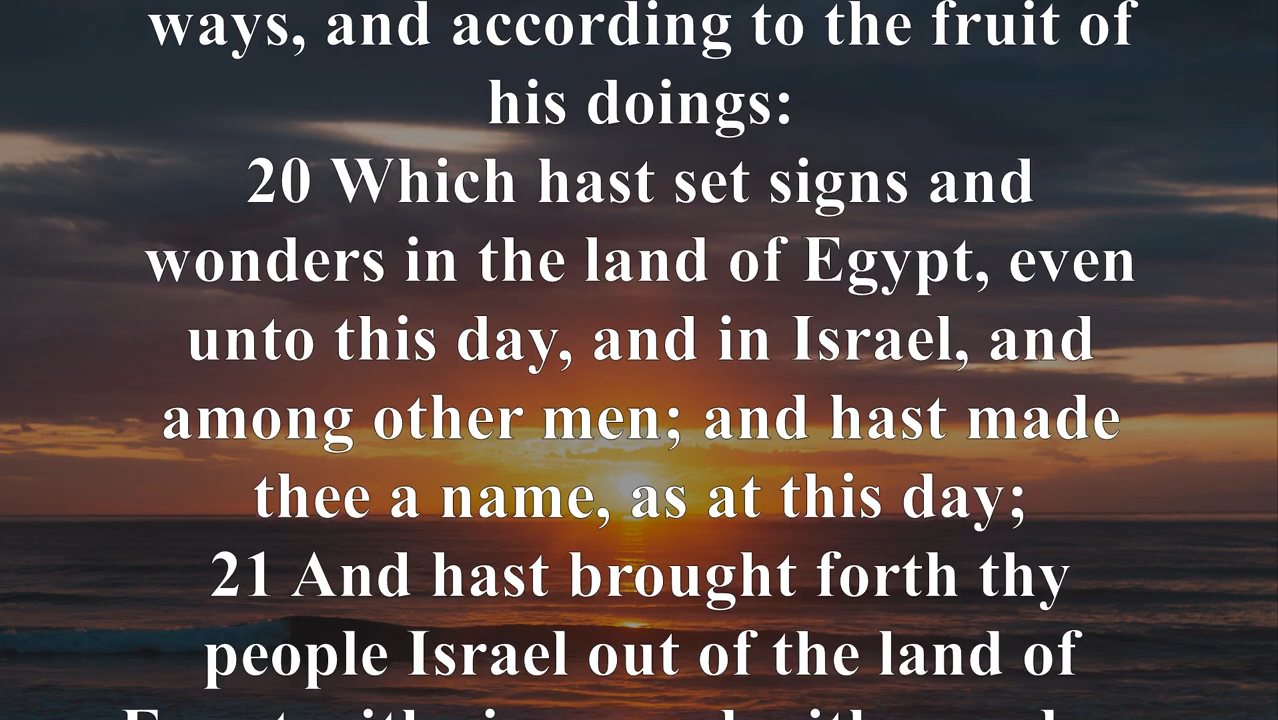 ways, and according to the fruit of
his doings:
20 Which hast set signs and
wonders in the land of Egypt, even
unto this day, and in Israel, and
among other men; and hast made
thee a name, as at this day;
21 And hast brought forth thy
people Israel out of the land of